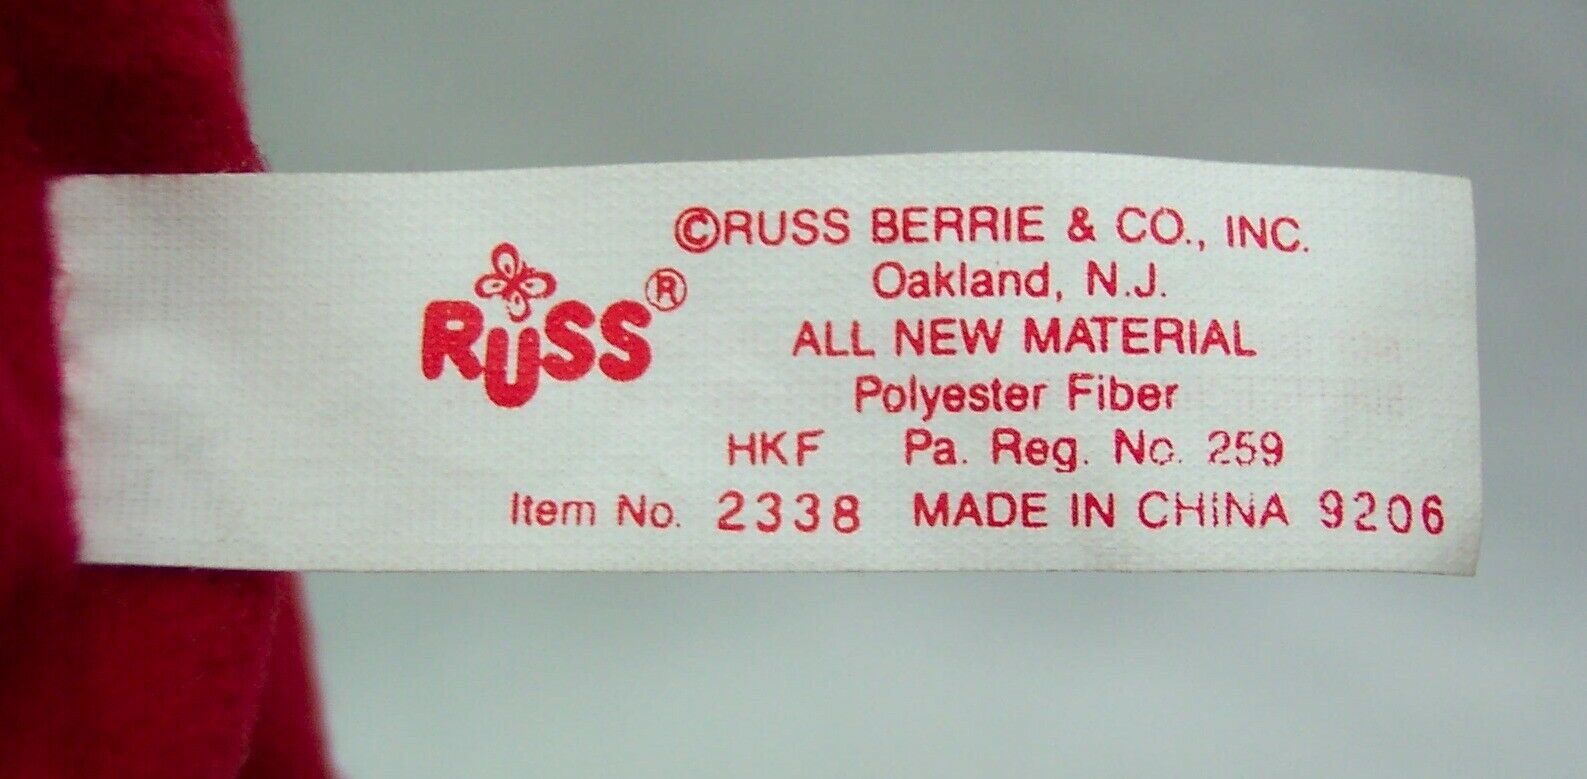 ©RUSS BERRIE & CO., INC.
RUSS®
Oakland, N.J.
ALL NEW MATERIAL
Polyester Fiber
HKF Pa. Reg. No. 259
Item No. 2338 MADE IN CHINA 9206